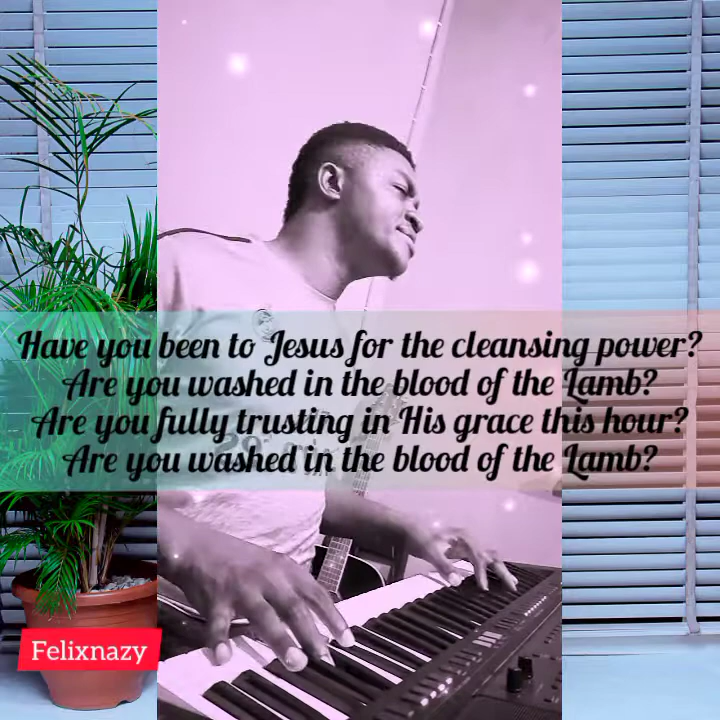 Have you been to Jesus for the cleansing power?
Are you washed in the blood of the Lamb?
Are you fully trusting in His grace this hour?
Are you washed in the blood of the Lamb?
Felixnazy